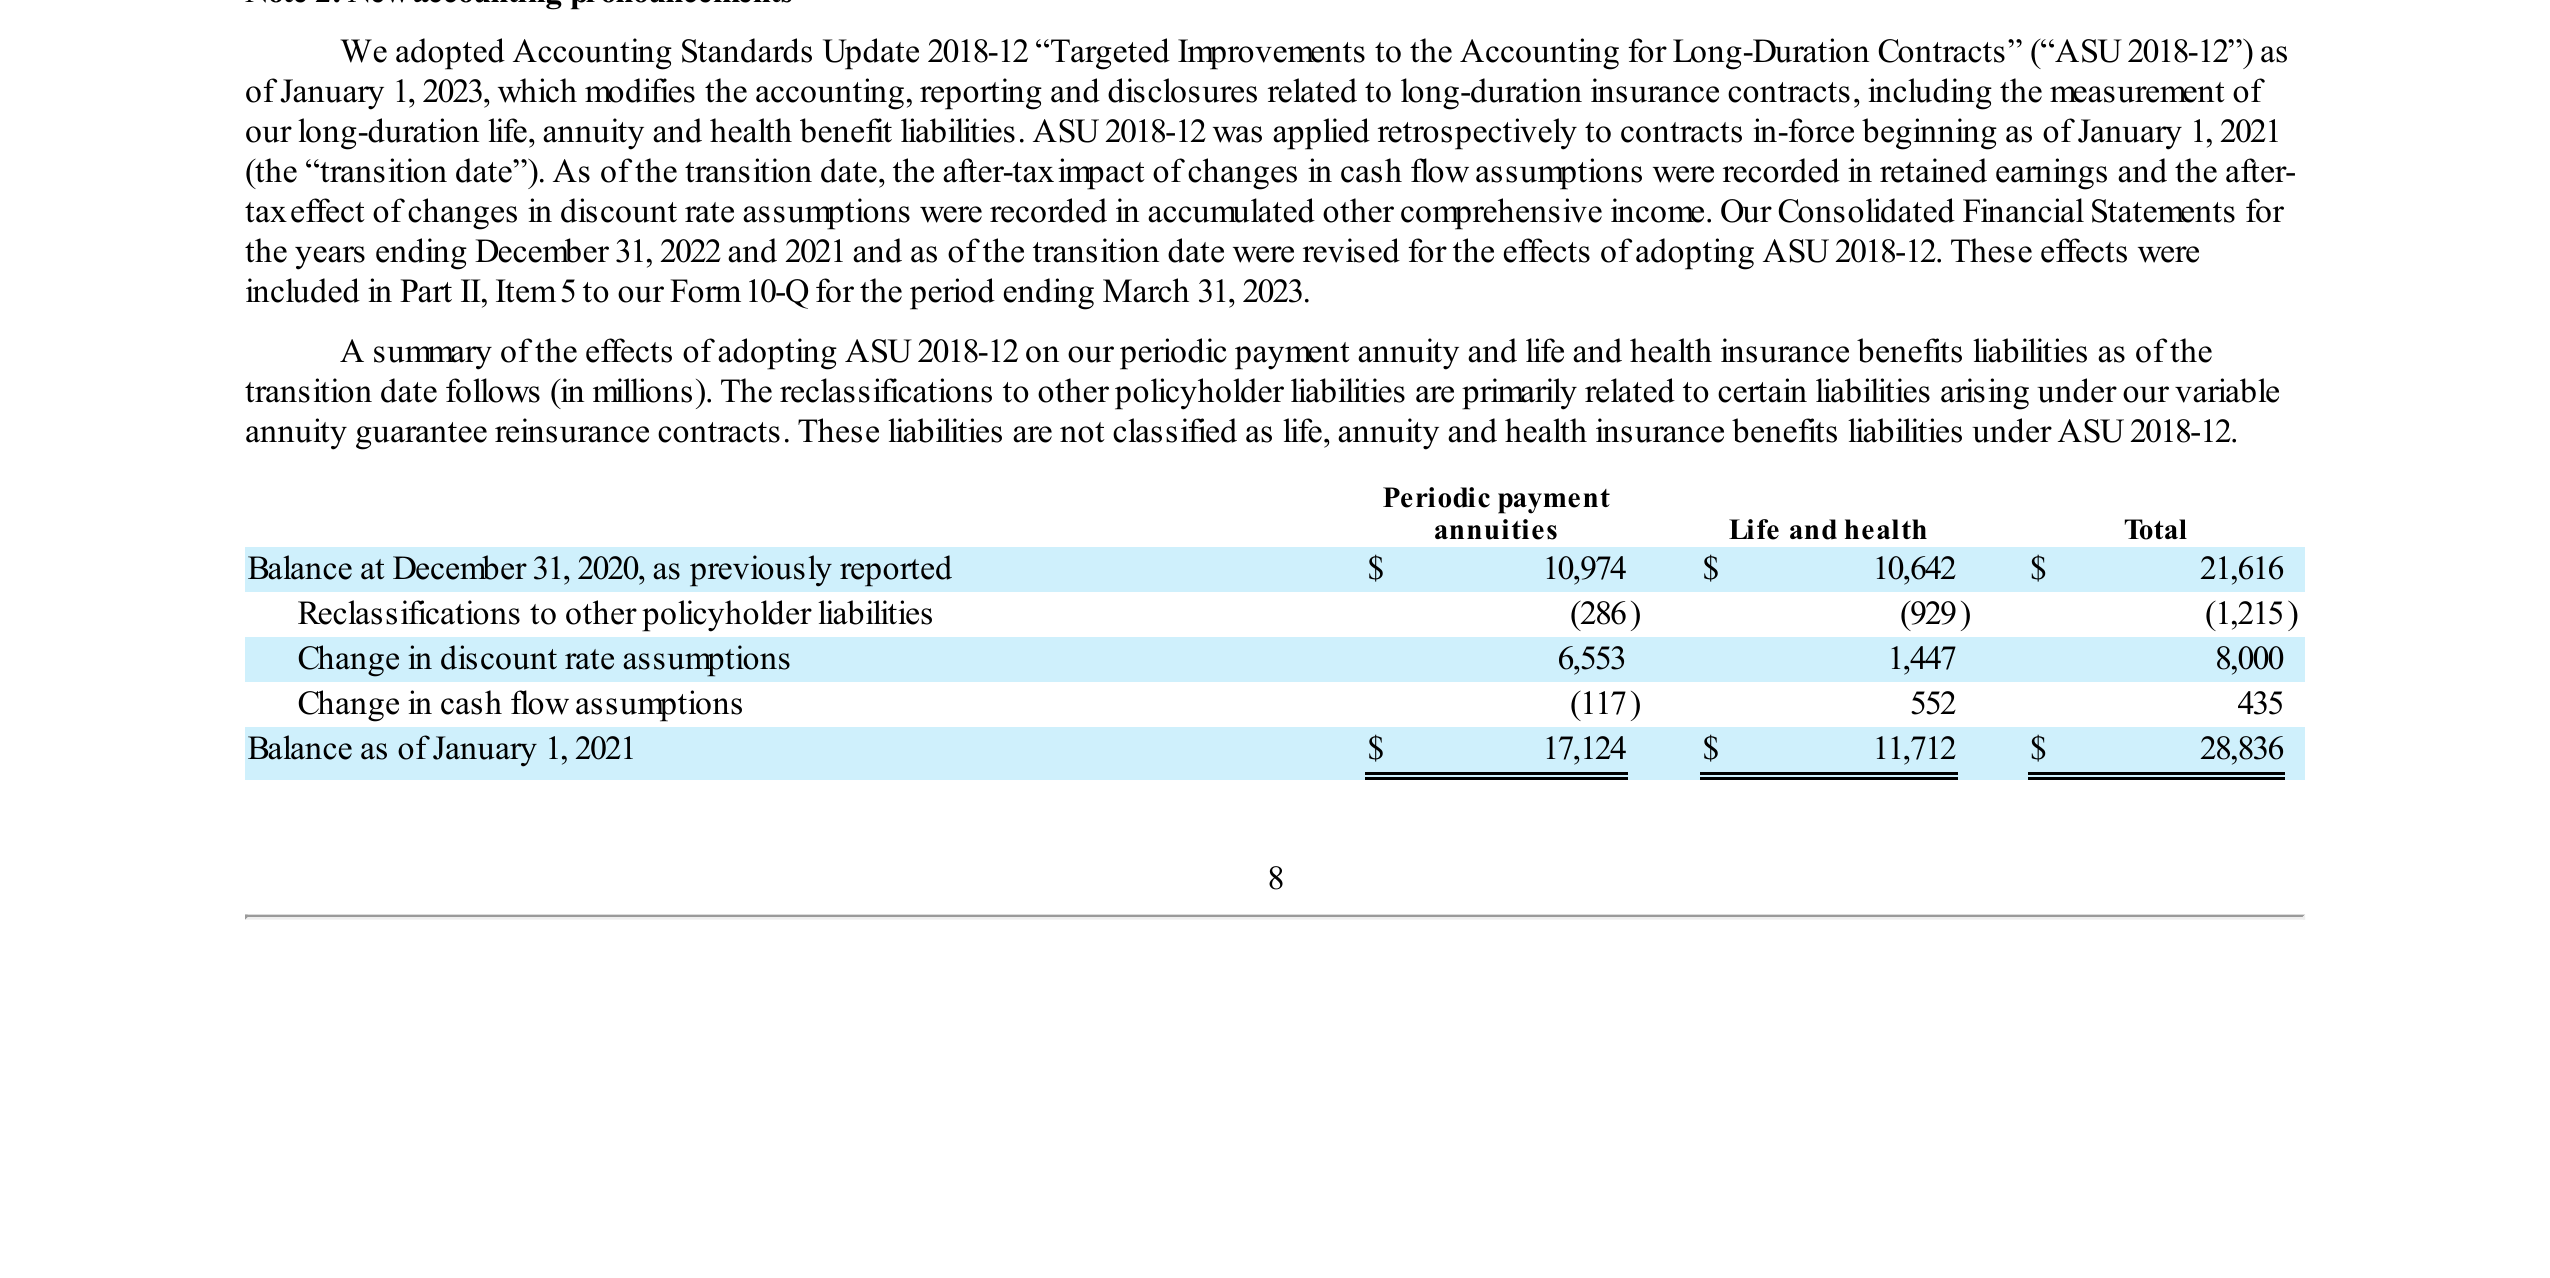 Note 2. New accounting pronouncements
We adopted Accounting Standards Update 2018-12 “Targeted Improvements to the Accounting for Long-Duration Contracts” (“ASU 2018-12”) as
of January 1, 2023, which modifies the accounting, reporting and disclosures related to long-duration insurance contracts, including the measurement of
our long-duration life, annuity and health benefit liabilities. ASU 2018-12 was applied retrospectively to contracts in-force beginning as of January 1, 2021
(the “transition date”). As of the transition date, the after-tax impact of changes in cash flow assumptions were recorded in retained earnings and the after-
tax effect of changes in discount rate assumptions were recorded in accumulated other comprehensive income. Our Consolidated Financial Statements for
the years ending December 31, 2022 and 2021 and as of the transition date were revised for the effects of adopting ASU 2018-12. These effects were
included in Part II, Item 5 to our Form 10-Q for the period ending March 31, 2023.
A summary of the effects of adopting ASU 2018-12 on our periodic payment annuity and life and health insurance benefits liabilities as of the
transition date follows (in millions). The reclassifications to other policyholder liabilities are primarily related to certain liabilities arising under our variable
annuity guarantee reinsurance contracts. These liabilities are not classified as life, annuity and health insurance benefits liabilities under ASU 2018-12.
Periodic payment
annuities Life and health Total
Balance at December 31, 2020, as previously reported $ 10,974 $ 10,642 $ 21,616
Reclassifications to other policyholder liabilities (286) (929) (1,215)
Change in discount rate assumptions 6,553 1,447 8,000
Change in cash flow assumptions (117) 552 435
Balance as of January 1, 2021 $ 17,124 $ 11,712 $ 28,836
8